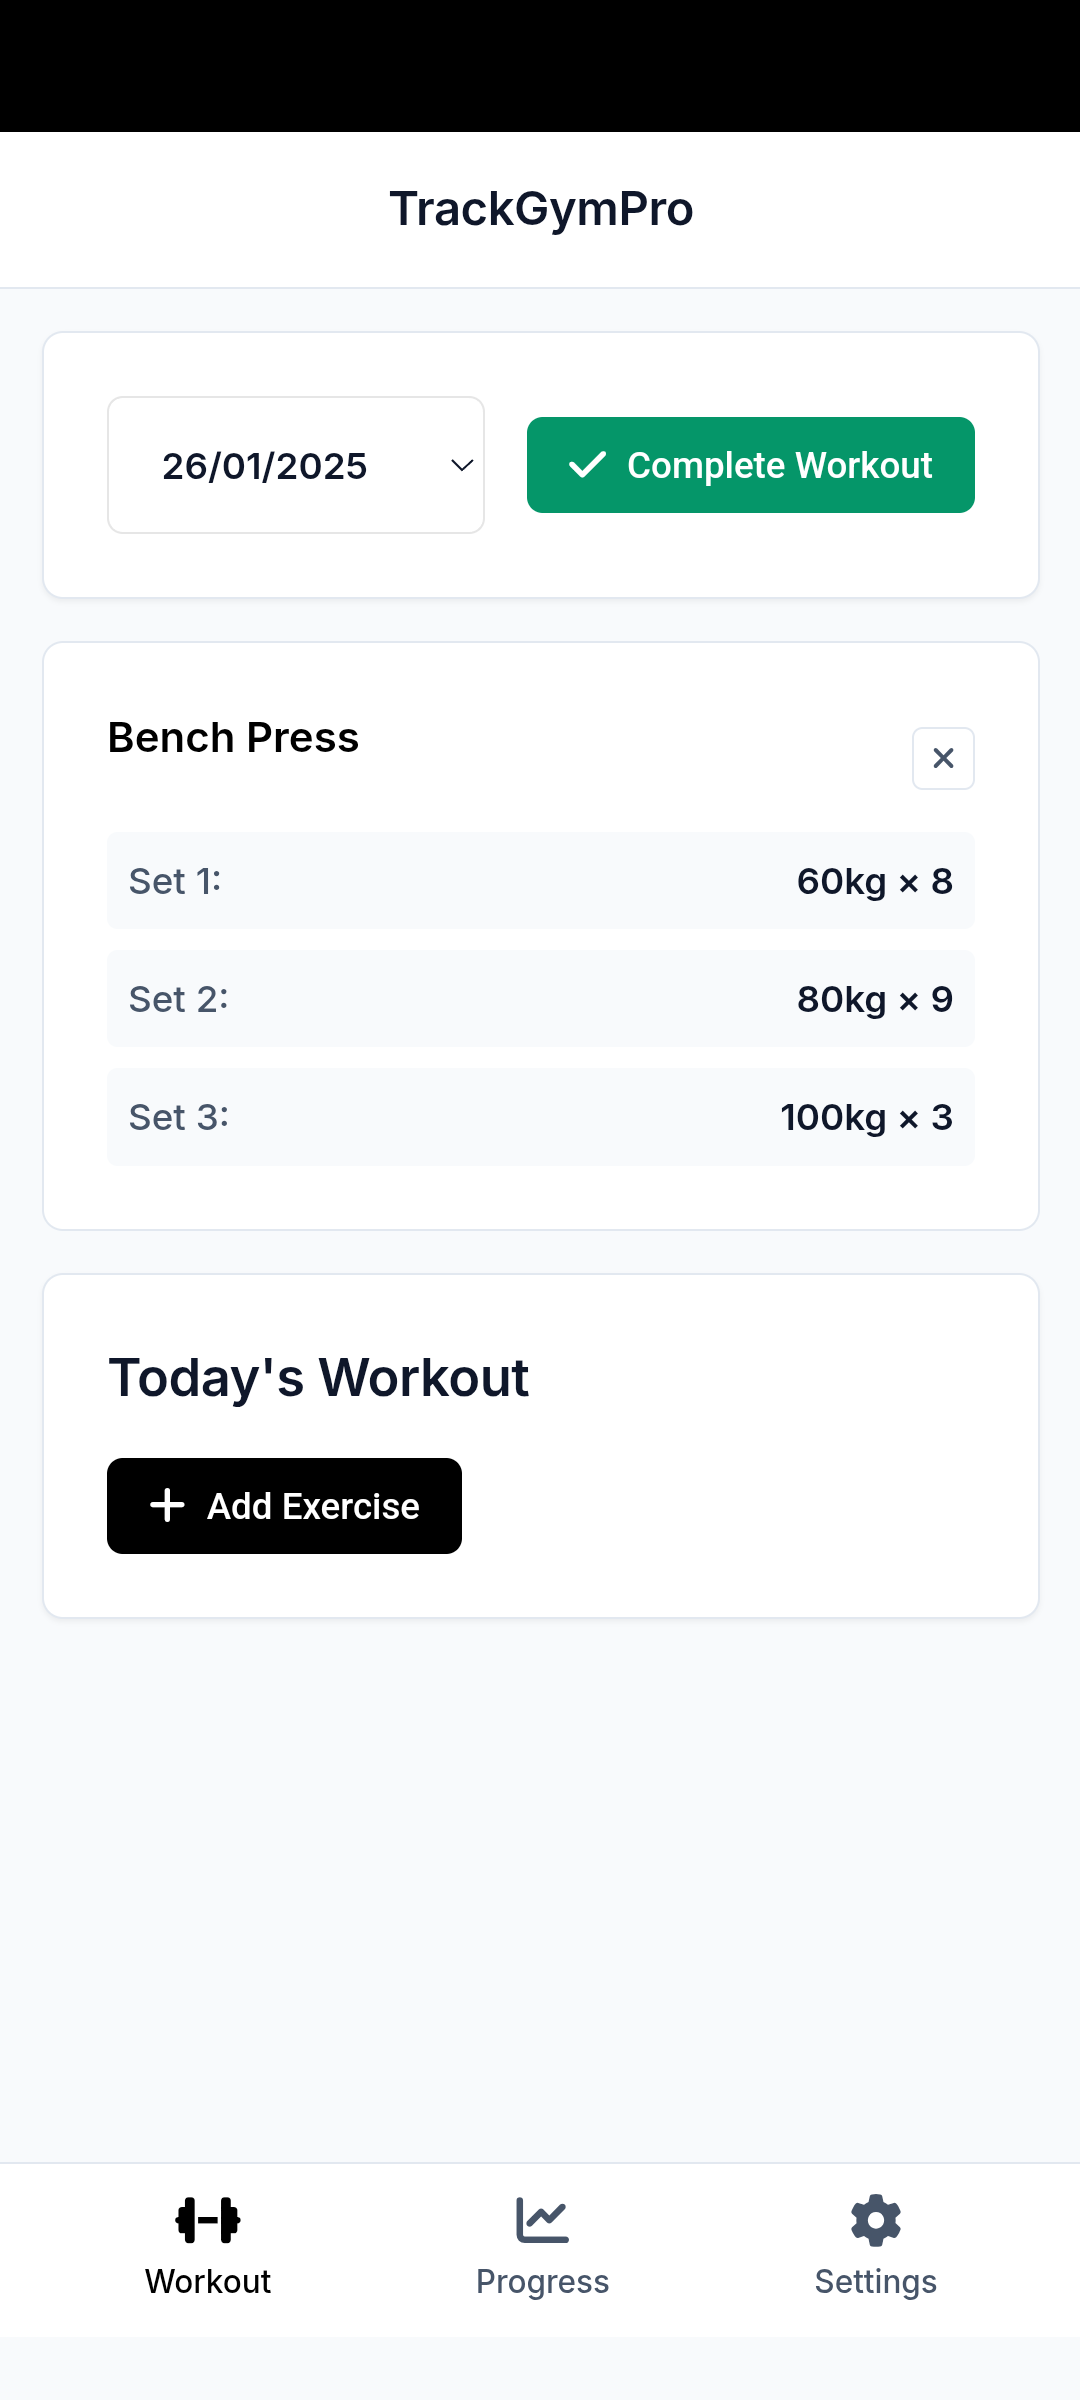 TrackGymPro
26/01/2025
Complete Workout
Bench Press
Set 1: 60kg × 8
Set 2: 80kg × 9
Set 3: 100kg × 3
Today's Workout
Add Exercise
Workout Progress Settings